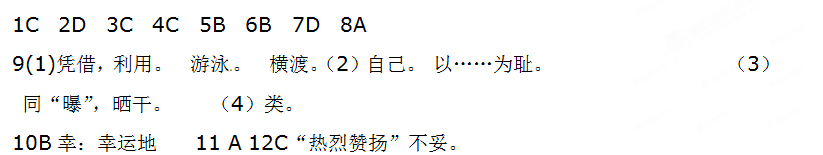 1C 2D 3C 4C 5B 6B 7D 8A
9(1)凭借，利用。 游泳。 横渡。（2）自己。 以……为耻。 （3）
同“曝”，晒干。 （4）类。
10B 幸：幸运地 11 A 12C“热烈赞扬”不妥。